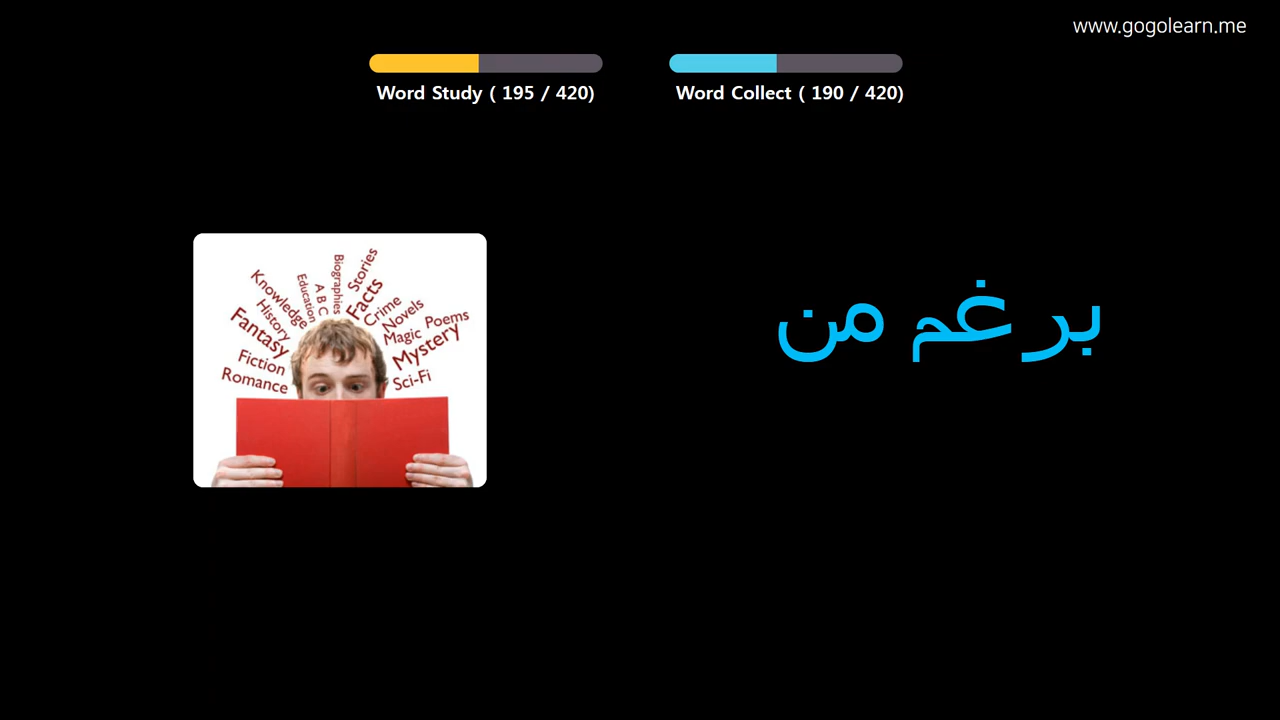 www.gogolearn.me
Word Study ( 195 / 420)
Word Collect ( 190 / 420)
Knowledge
History
Fantasy
Fiction
Romance
Education
A B C
Biographies
Stories
Facts
Crime
Novels
Magic
Poems
Mystery
Sci-Fi
برغم من